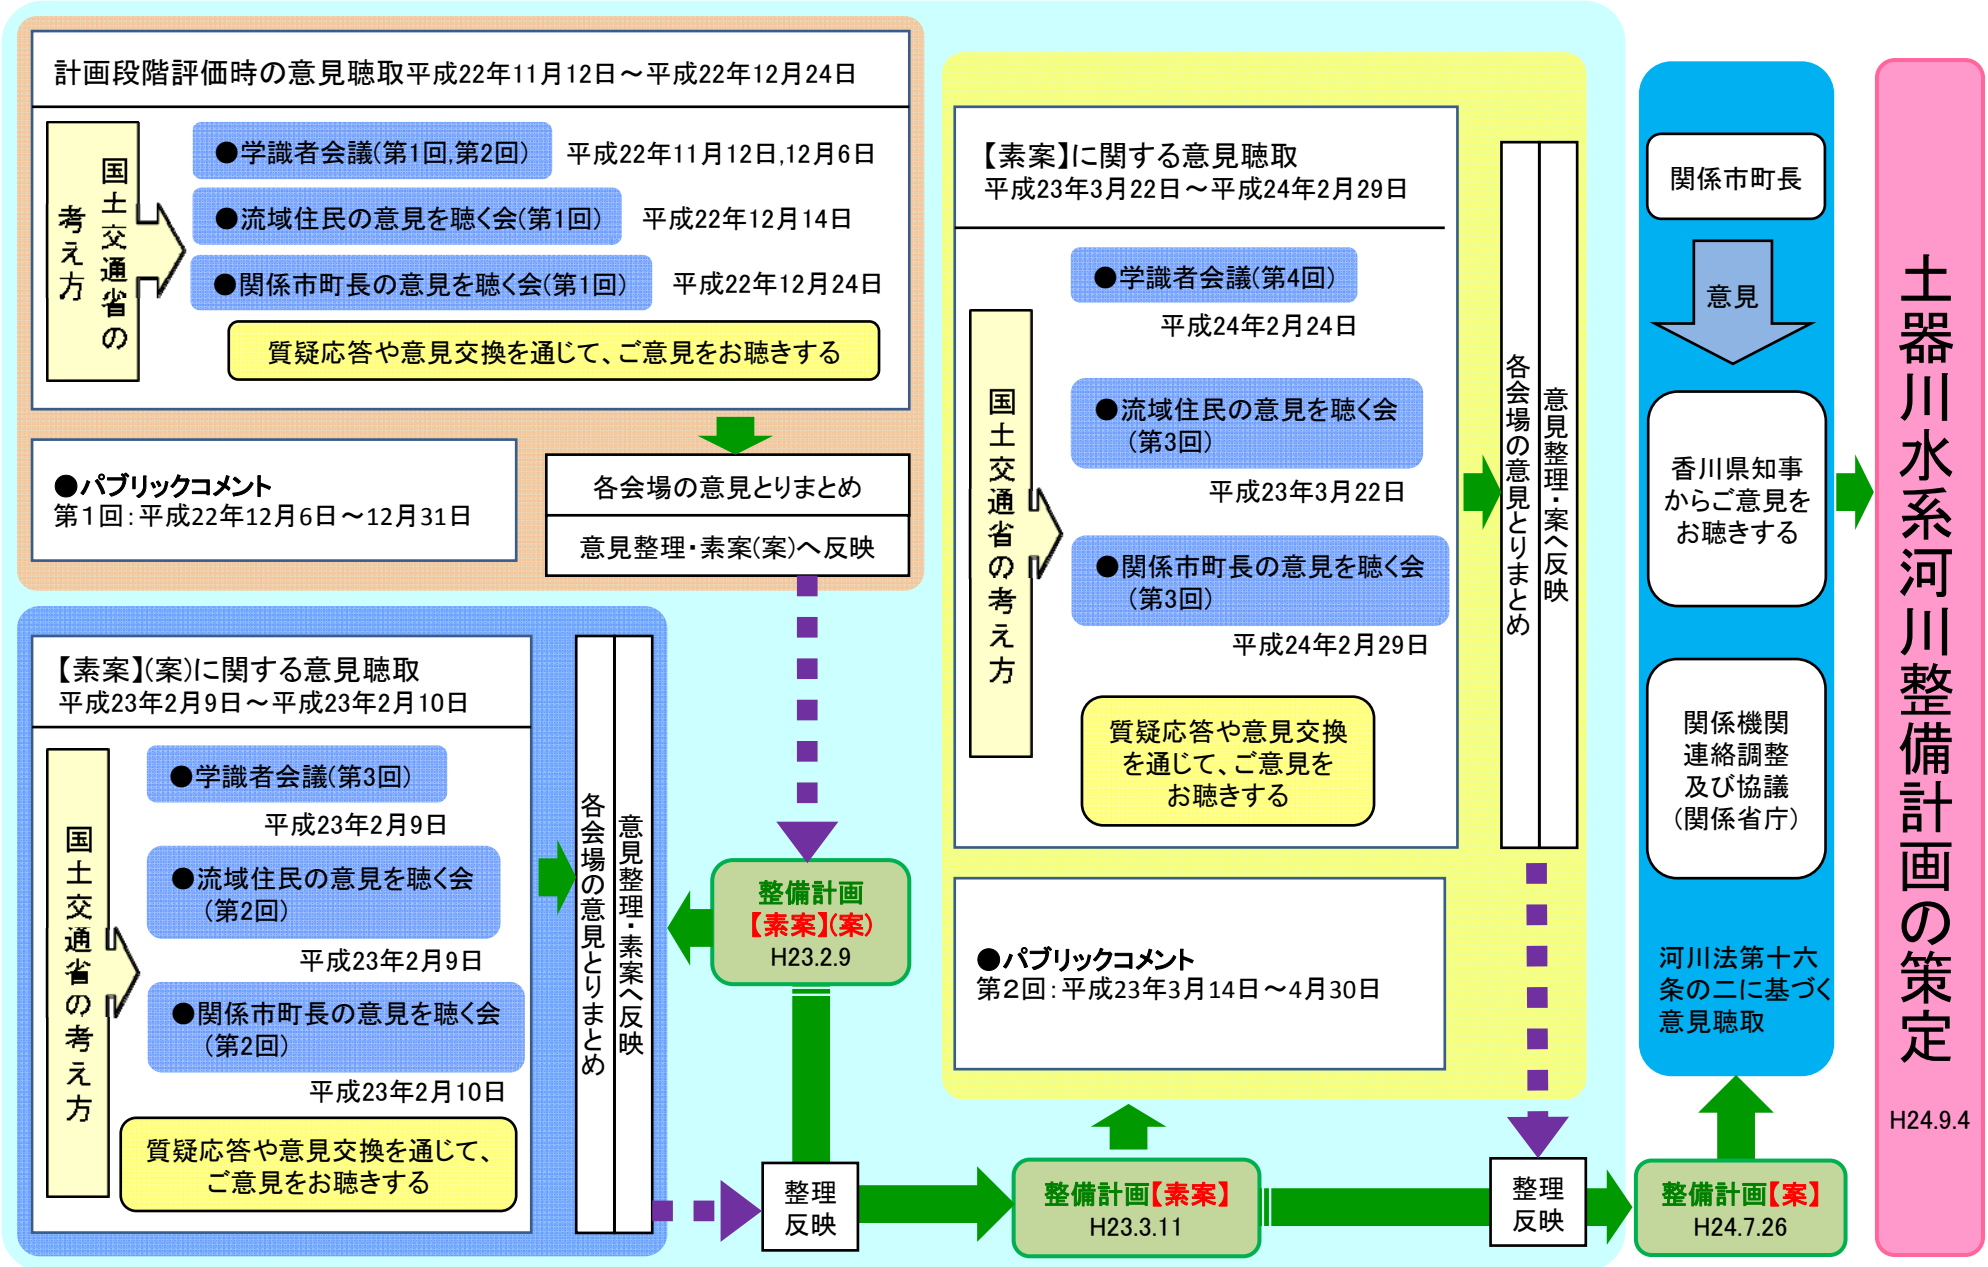 計画段階評価時の意見聴取平成22年11月12日～平成22年12月24日
国土交通省の
考え方
●学識者会議(第1回,第2回)
平成22年11月12日,12月6日
●流域住民の意見を聴く会(第1回)
平成22年12月14日
●関係市町長の意見を聴く会(第1回)
平成22年12月24日
質疑応答や意見交換を通じて、ご意見をお聴きする
●パブリックコメント
第1回:平成22年12月6日～12月31日
各会場の意見とりまとめ
意見整理・素案(案)へ反映
【素案】(案)に関する意見聴取
平成23年2月9日～平成23年2月10日
国土交通省の考え方
●学識者会議(第3回)
平成23年2月9日
●流域住民の意見を聴く会
(第2回)
平成23年2月9日
●関係市町長の意見を聴く会
(第2回)
平成23年2月10日
質疑応答や意見交換を通じて、
ご意見をお聴きする
各会場の意見とりまとめ
意見整理・素案へ反映
整備計画
【素案】(案)
H23.2.9
整理
反映
整備計画【素案】
H23.3.11
【素案】に関する意見聴取
平成23年3月22日～平成24年2月29日
国土交通省の考え方
●学識者会議(第4回)
平成24年2月24日
●流域住民の意見を聴く会
(第3回)
平成23年3月22日
●関係市町長の意見を聴く会
(第3回)
平成24年2月29日
質疑応答や意見交換
を通じて、ご意見を
お聴きする
各会場の意見とりまとめ
意見整理・案へ反映
●パブリックコメント
第2回:平成23年3月14日～4月30日
整理
反映
整備計画【案】
H24.7.26
関係市町長
意見
香川県知事
からご意見を
お聴きする
関係機関
連絡調整
及び協議
(関係省庁)
河川法第十六
条の二に基づく
意見聴取
土器川水系河川整備計画の策定
H24.9.4